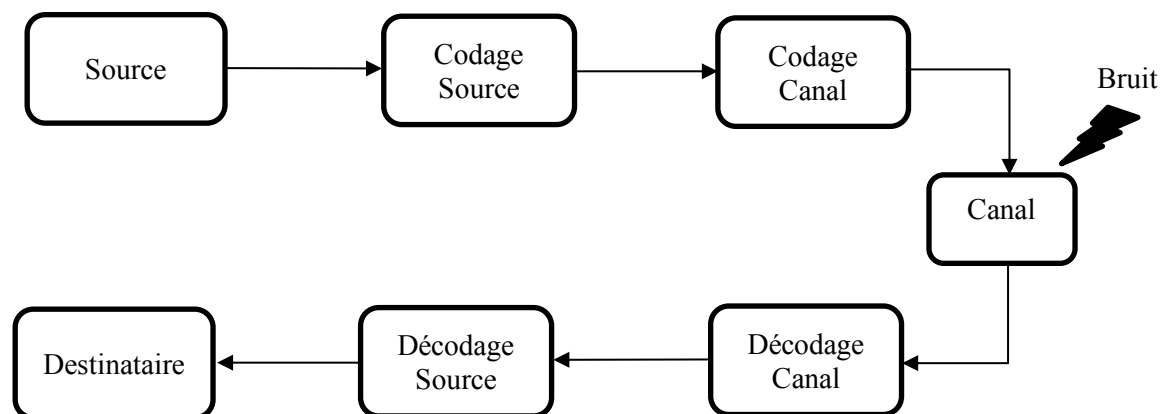 Source
Codage
Source
Codage
Canal
Bruit
Canal
Destinataire
Décodage
Source
Décodage
Canal